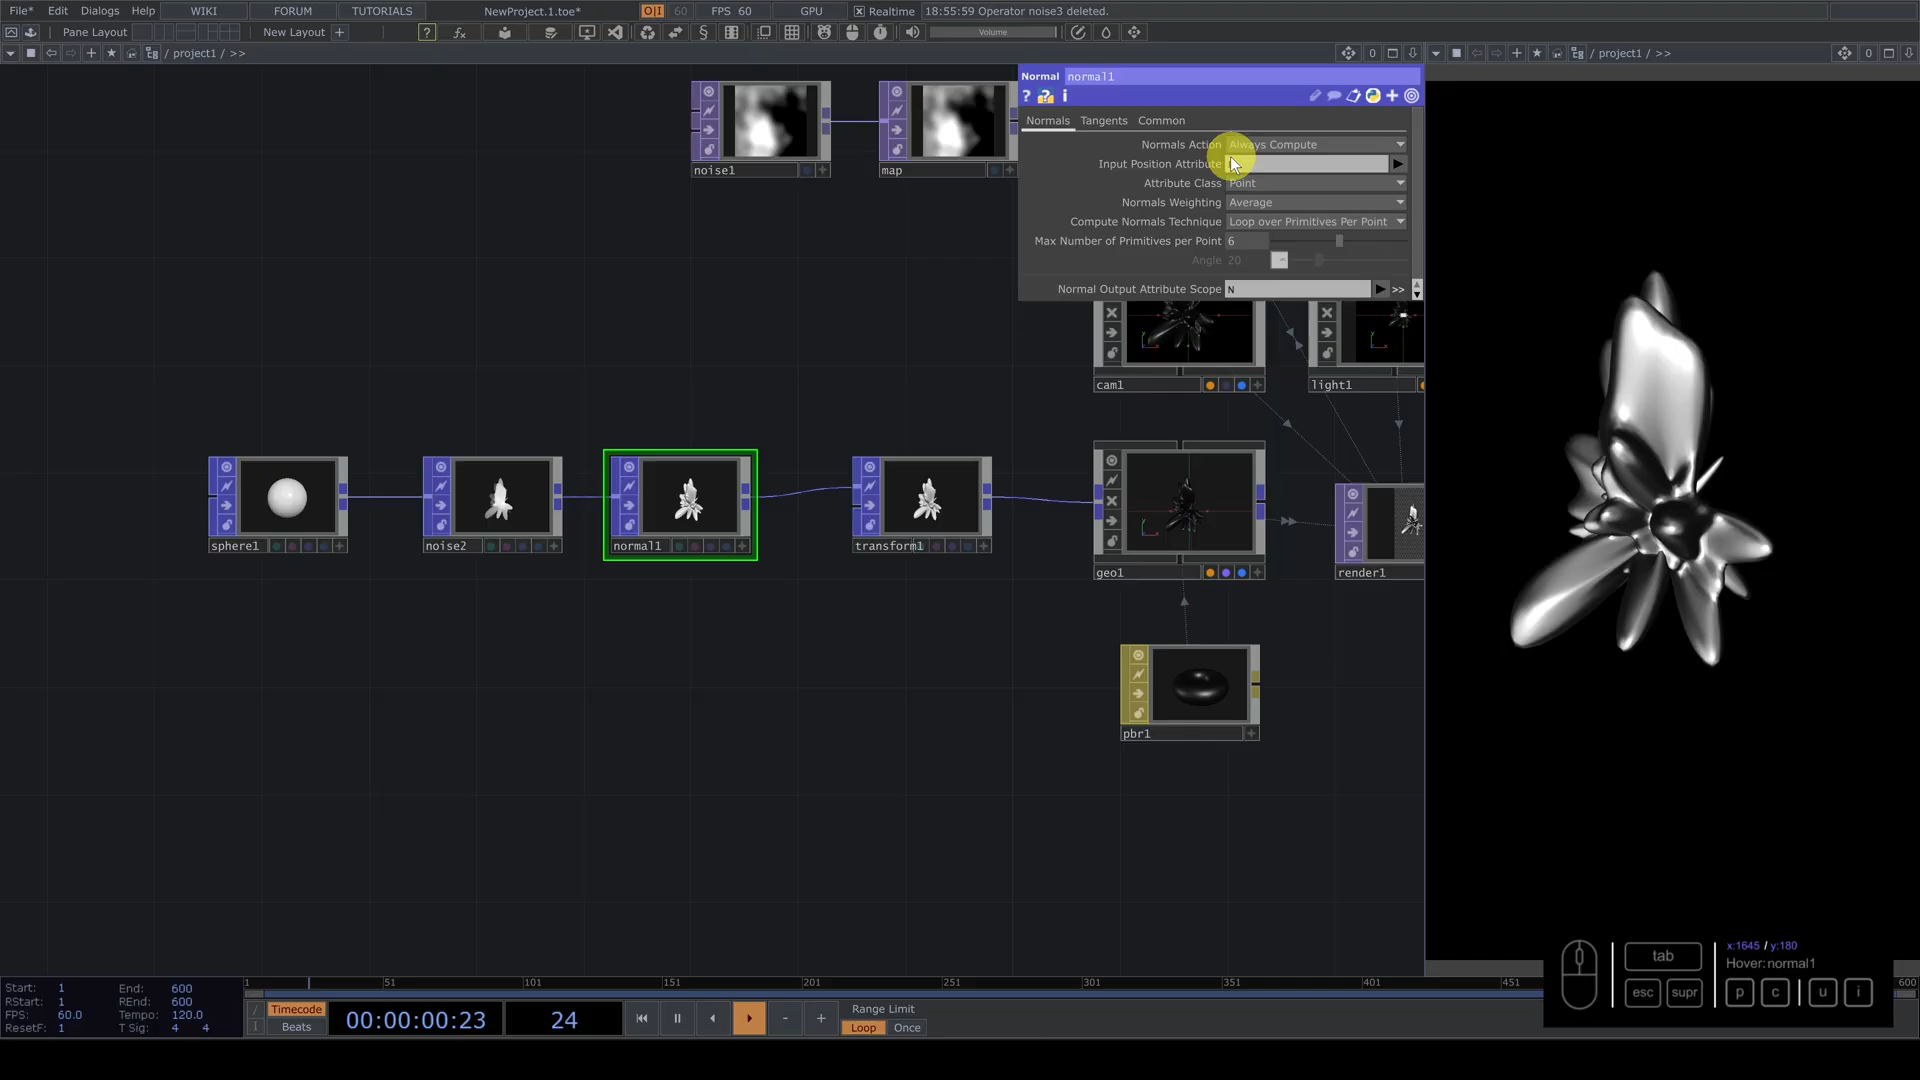 File* Edit Dialogs Help WIKI FORUM TUTORIALS NewProject.1.toe* O|I 60 FPS 60 GPU Realtime 18:55:59 Operator noise3 deleted.
Pane Layout New Layout + ? fx Volume
/ project1 / >> 0
/ project1 / >> 0
Normal normal1
? ? i
Normals Tangents Common
Normals Action Always Compute
Input Position Attribute
Attribute Class Point
Normals Weighting Average
Compute Normals Technique Loop over Primitives Per Point
Max Number of Primitives per Point 6
Angle 20
Normal Output Attribute Scope N >>
noise1
map
cam1
light1
sphere1
noise2
normal1
transform1
geo1
render1
pbr1
x:1645 / y:180
tab
Hover:normal1
esc supr p c u i
1 51 101 151 201 251 301 351 401 451 600
Start: 1 End: 600
RStart: 1 REnd: 600
FPS: 60.0 Tempo: 120.0
ResetF: 1 T Sig: 4 4
Timecode
Beats
00:00:00:23 24
Range Limit
Loop Once